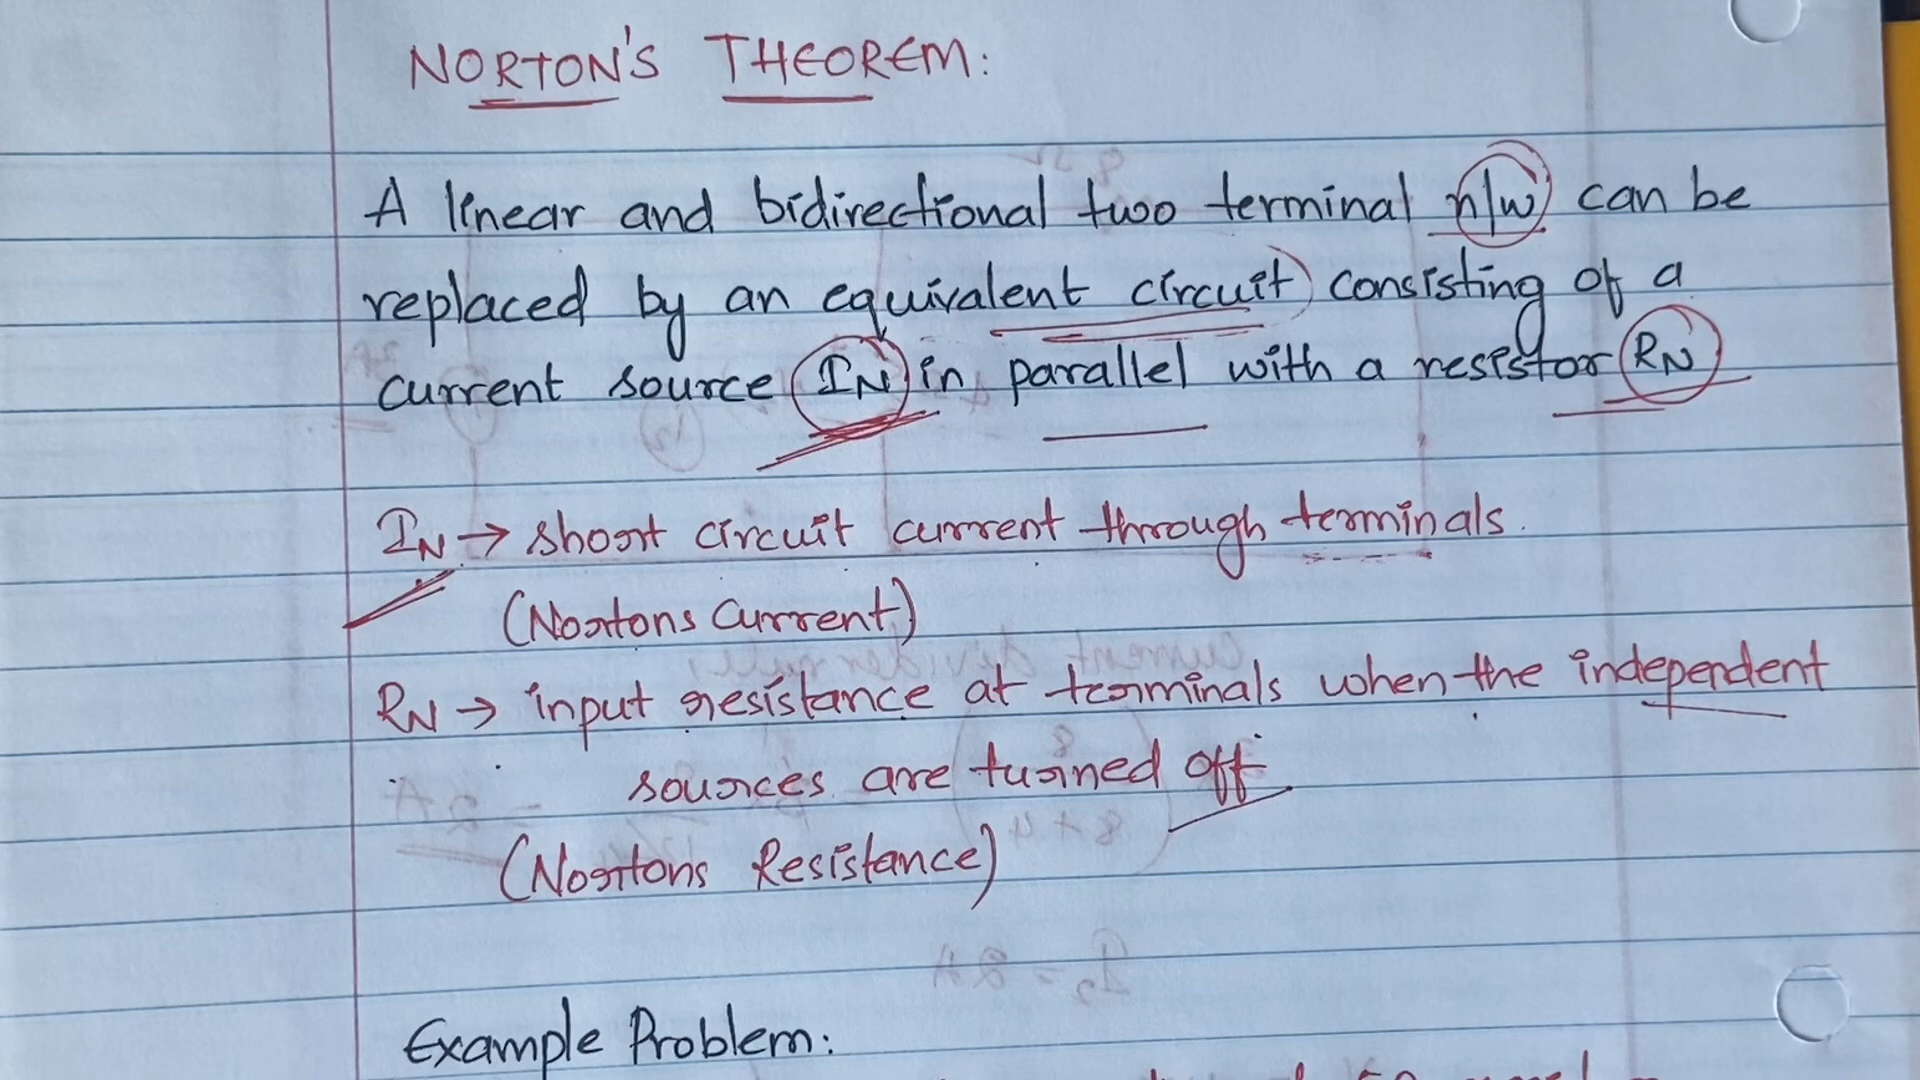 NORTON'S THEOREM:
A linear and bidirectional two terminal n/w can be
replaced by an equivalent circuit consisting of a
current source IN in parallel with a resistor RN
IN → short circuit current through terminals.
(Nortons Current)
RN → input resistance at terminals when the independent
sources are turned off
(Nortons Resistance)
Example Problem: